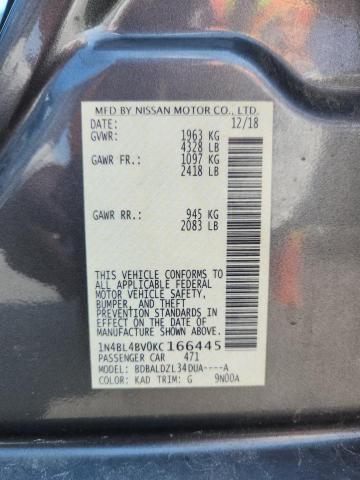 MFD BY NISSAN MOTOR CO., LTD.
DATE: 12/18
GVWR: 1963 KG
4328 LB
GAWR FR.: 1097 KG
2418 LB
GAWR RR.: 945 KG
2083 LB
THIS VEHICLE CONFORMS TO
ALL APPLICABLE FEDERAL
MOTOR VEHICLE SAFETY,
BUMPER, AND THEFT
PREVENTION STANDARDS IN
EFFECT ON THE DATE OF
MANUFACTURE SHOWN ABOVE.
1N4BL4BV0KC166445
PASSENGER CAR 471
MODEL: BDBALDZL34DUA----A
COLOR: KAD TRIM: G 9N00A